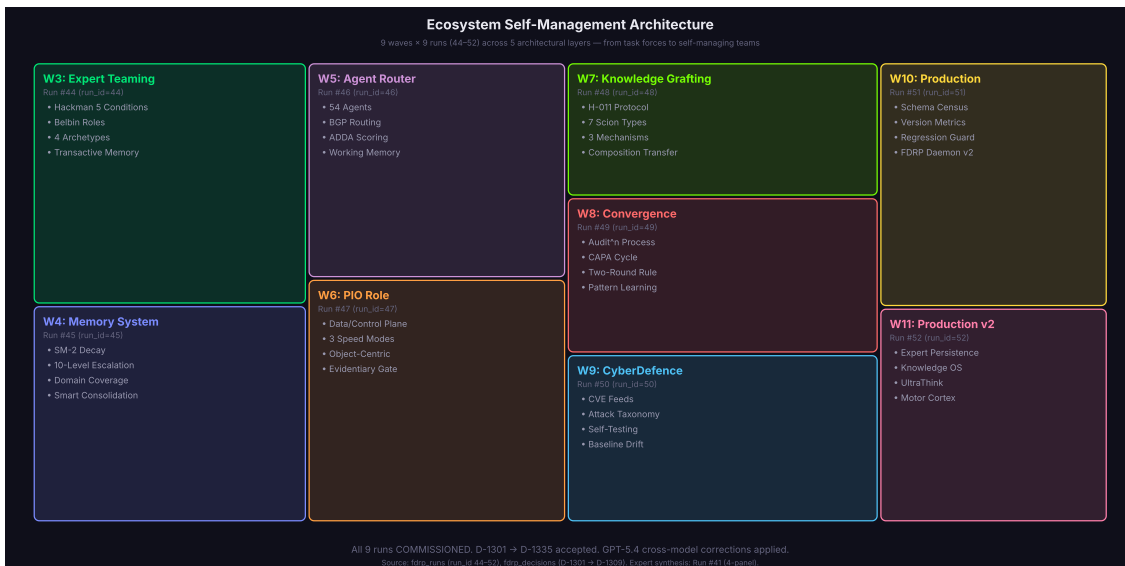 Ecosystem Self-Management Architecture
9 waves × 9 runs (44–52) across 5 architectural layers — from task forces to self-managing teams
W3: Expert Teaming
Run #44 (run_id=44)
• Hackman 5 Conditions
• Belbin Roles
• 4 Archetypes
• Transactive Memory
W4: Memory System
Run #45 (run_id=45)
• SM-2 Decay
• 10-Level Escalation
• Domain Coverage
• Smart Consolidation
W5: Agent Router
Run #46 (run_id=46)
• 54 Agents
• BGP Routing
• ADDA Scoring
• Working Memory
W6: PIO Role
Run #47 (run_id=47)
• Data/Control Plane
• 3 Speed Modes
• Object-Centric
• Evidentiary Gate
W7: Knowledge Grafting
Run #48 (run_id=48)
• H-011 Protocol
• 7 Scion Types
• 3 Mechanisms
• Composition Transfer
W8: Convergence
Run #49 (run_id=49)
• Audit^n Process
• CAPA Cycle
• Two-Round Rule
• Pattern Learning
W9: CyberDefence
Run #50 (run_id=50)
• CVE Feeds
• Attack Taxonomy
• Self-Testing
• Baseline Drift
W10: Production
Run #51 (run_id=51)
• Schema Census
• Version Metrics
• Regression Guard
• FDRP Daemon v2
W11: Production v2
Run #52 (run_id=52)
• Expert Persistence
• Knowledge OS
• UltraThink
• Motor Cortex
All 9 runs COMMISSIONED. D-1301 → D-1335 accepted. GPT-5.4 cross-model corrections applied.
Source: fdrp_runs (run_id 44–52), fdrp_decisions (D-1301 → D-1309). Expert synthesis: Run #41 (4-panel).